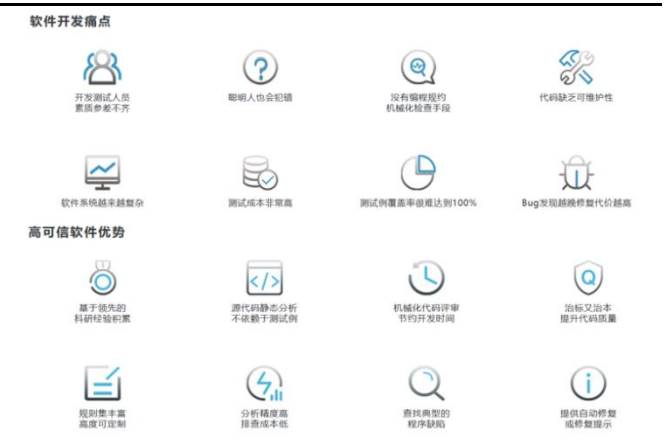 软件开发痛点
开发测试人员
素质参差不齐
聪明人也会犯错
没有编程规约
机械化检查手段
代码缺乏可维护性
软件系统越来越复杂
测试成本非常高
测试例覆盖率很难达到100%
Bug发现越晚修复代价越高
高可信软件优势
基于领先的
科研经验积累
源代码静态分析
不依赖于测试例
机械化代码评审
节约开发时间
治标又治本
提升代码质量
规则集丰富
高度可定制
分析精度高
排查成本低
查找典型的
程序缺陷
提供自动修复
或修复提示